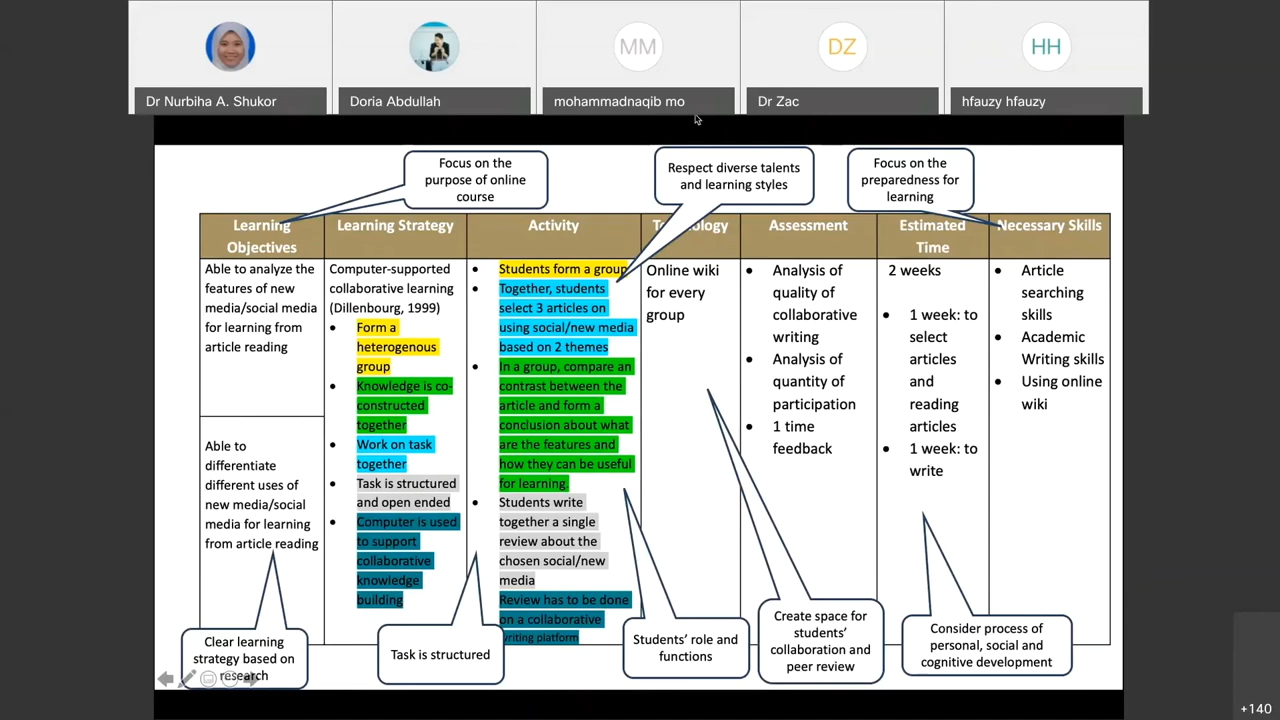 MM
DZ
HH
Dr Nurbiha A. Shukor
Doria Abdullah
mohammadnaqib mo
Dr Zac
hfauzy hfauzy
Focus on the
purpose of online
course
Respect diverse talents
and learning styles
Focus on the
preparedness for
learning
Learning
Objectives
Learning Strategy
Activity
Assessment
Estimated
Time
Necessary Skills
Able to analyze the
features of new
media/social media
for learning from
article reading
Able to
differentiate
different uses of
new media/social
media for learning
from article reading
Computer-supported
collaborative learning
(Dillenbourg, 1999)
• Form a
heterogenous
group
• Knowledge is co-
constructed
together
• Work on task
together
• Task is structured
and open ended
• Computer is used
to support
collaborative
knowledge
building
• Students form a group
• Together, students
select 3 articles on
using social/new media
based on 2 themes
• In a group, compare an
contrast between the
article and form a
conclusion about what
are the features and
how they can be useful
for learning.
• Students write
together a single
review about the
chosen social/new
media
Review has to be done
on a collaborative
writing platform
Online wiki
for every
group
• Analysis of
quality of
collaborative
writing
• Analysis of
quantity of
participation
• 1 time
feedback
2 weeks
• 1 week: to
select
articles
and
reading
articles
• 1 week: to
write
• Article
searching
skills
• Academic
Writing skills
• Using online
wiki
Clear learning
strategy based on
research
Task is structured
Students' role and
functions
Create space for
students'
collaboration and
peer review
Consider process of
personal, social and
cognitive development
+140